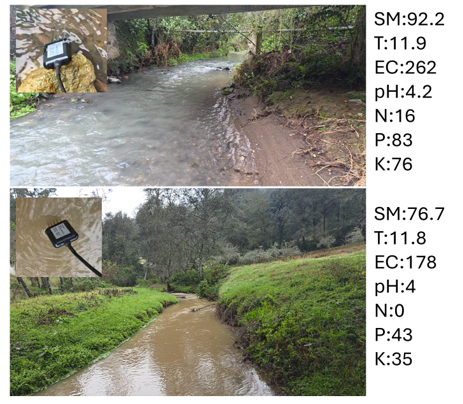 SM:92.2
T:11.9
EC:262
pH:4.2
N:16
P:83
K:76
SM:76.7
T:11.8
EC:178
pH:4
N:0
P:43
K:35